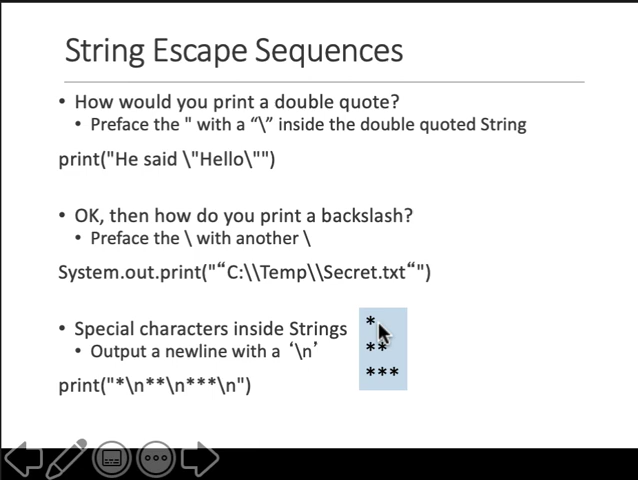 String Escape Sequences
• How would you print a double quote?
• Preface the " with a “\” inside the double quoted String
print("He said \"Hello\"")
• OK, then how do you print a backslash?
• Preface the \ with another \
System.out.print("“C:\\Temp\\Secret.txt“")
• Special characters inside Strings
• Output a newline with a ‘\n’
print("*\n**\n***\n")
*
**
***